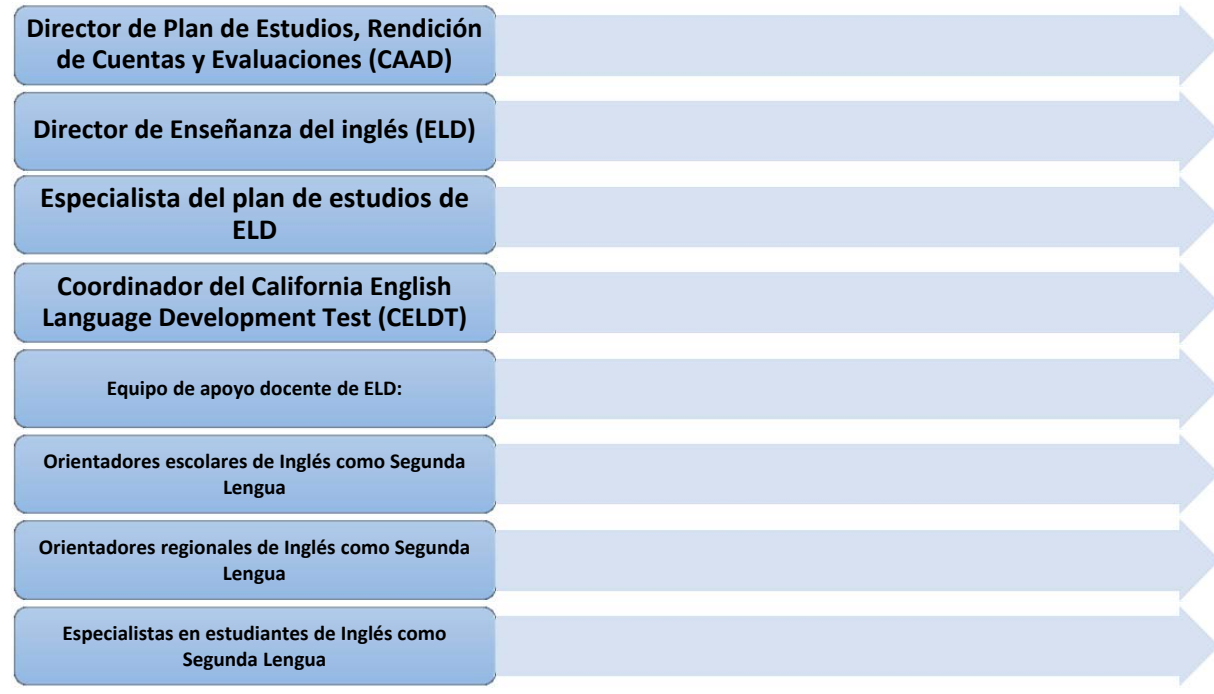 Director de Plan de Estudios, Rendición
de Cuentas y Evaluaciones (CAAD)
Director de Enseñanza del inglés (ELD)
Especialista del plan de estudios de
ELD
Coordinador del California English
Language Development Test (CELDT)
Equipo de apoyo docente de ELD:
Orientadores escolares de Inglés como Segunda
Lengua
Orientadores regionales de Inglés como Segunda
Lengua
Especialistas en estudiantes de Inglés como
Segunda Lengua